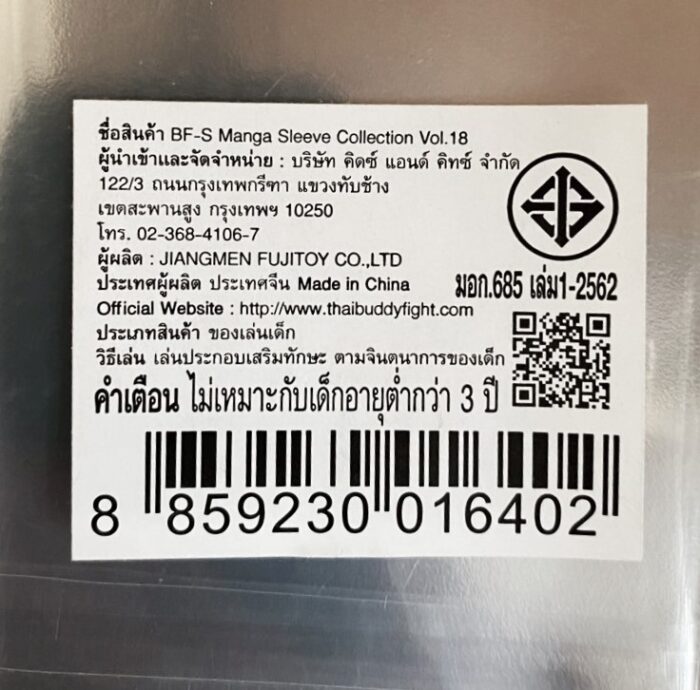 ชื่อสินค้า BF-S Manga Sleeve Collection Vol.18
ผู้นำเข้าและจัดจำหน่าย : บริษัท คิดซ์ แอนด์ คิทซ์ จำกัด
122/3 ถนนกรุงเทพกรีฑา แขวงทับช้าง
เขตสะพานสูง กรุงเทพฯ 10250
โทร. 02-368-4106-7
ผู้ผลิต : JIANGMEN FUJITOY CO.,LTD
ประเทศผู้ผลิต ประเทศจีน Made in China
มอก.685 เล่ม1-2562
Official Website : http://www.thaibuddyfight.com
ประเภทสินค้า ของเล่นเด็ก
วิธีเล่น เล่นประกอบเสริมทักษะ ตามจินตนาการของเด็ก
คำเตือน ไม่เหมาะกับเด็กอายุต่ำกว่า 3 ปี
8 859230 016402